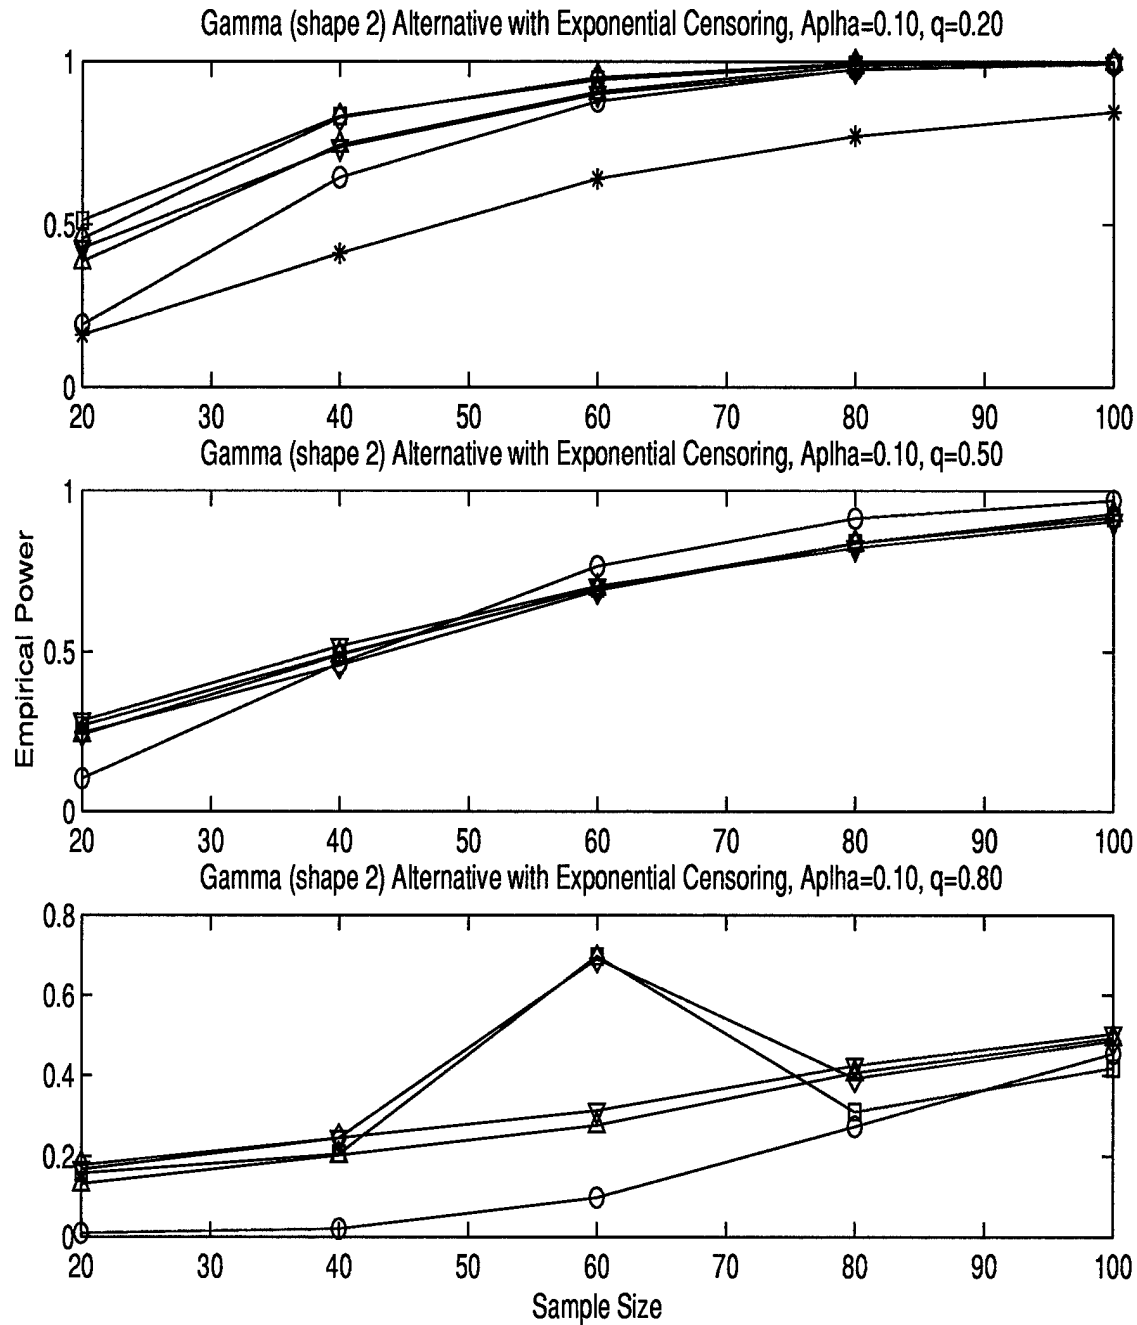 Gamma (shape 2) Alternative with Exponential Censoring, Aplha=0.10, q=0.20
1
0.5
0
20 30 40 50 60 70 80 90 100
Gamma (shape 2) Alternative with Exponential Censoring, Aplha=0.10, q=0.50
1
0.5
0
20 30 40 50 60 70 80 90 100
Empirical Power
Gamma (shape 2) Alternative with Exponential Censoring, Aplha=0.10, q=0.80
0.8
0.6
0.4
0.2
0
20 30 40 50 60 70 80 90 100
Sample Size